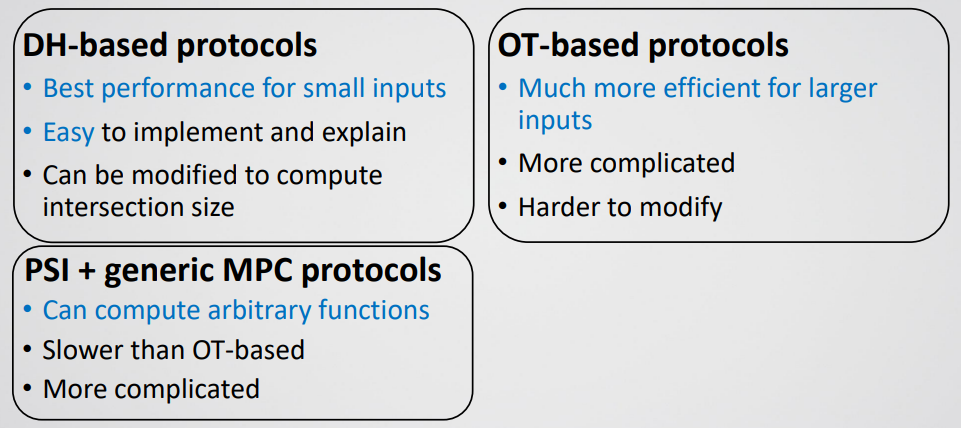 DH-based protocols
• Best performance for small inputs
• Easy to implement and explain
• Can be modified to compute
intersection size
OT-based protocols
• Much more efficient for larger
inputs
• More complicated
• Harder to modify
PSI + generic MPC protocols
• Can compute arbitrary functions
• Slower than OT-based
• More complicated